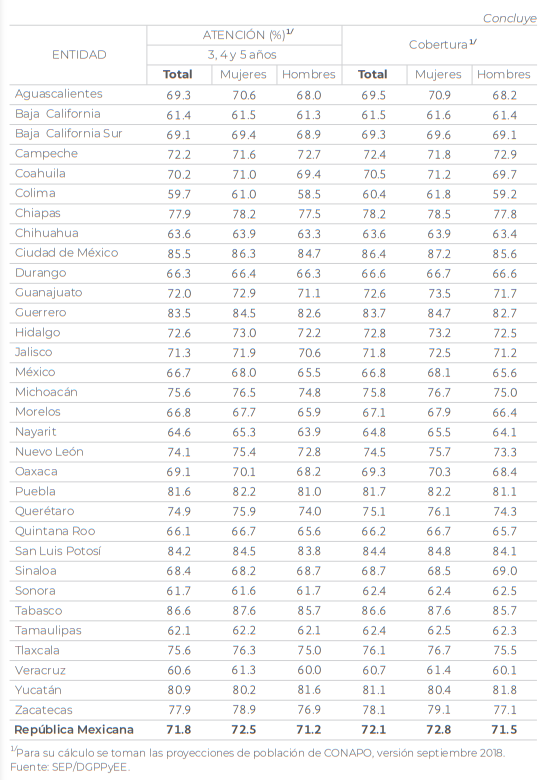 Concluye
ENTIDAD ATENCIÓN (%)1/ Cobertura1/
3, 4 y 5 años
Total Mujeres Hombres Total Mujeres Hombres
Aguascalientes 69.3 70.6 68.0 69.5 70.9 68.2
Baja California 61.4 61.5 61.3 61.5 61.6 61.4
Baja California Sur 69.1 69.4 68.9 69.3 69.6 69.1
Campeche 72.2 71.6 72.7 72.4 71.8 72.9
Coahuila 70.2 71.0 69.4 70.5 71.2 69.7
Colima 59.7 61.0 58.5 60.4 61.8 59.2
Chiapas 77.9 78.2 77.5 78.2 78.5 77.8
Chihuahua 63.6 63.9 63.3 63.6 63.9 63.4
Ciudad de México 85.5 86.3 84.7 86.4 87.2 85.6
Durango 66.3 66.4 66.3 66.6 66.7 66.6
Guanajuato 72.0 72.9 71.1 72.6 73.5 71.7
Guerrero 83.5 84.5 82.6 83.7 84.7 82.7
Hidalgo 72.6 73.0 72.2 72.8 73.2 72.5
Jalisco 71.3 71.9 70.6 71.8 72.5 71.2
México 66.7 68.0 65.5 66.8 68.1 65.6
Michoacán 75.6 76.5 74.8 75.8 76.7 75.0
Morelos 66.8 67.7 65.9 67.1 67.9 66.4
Nayarit 64.6 65.3 63.9 64.8 65.5 64.1
Nuevo León 74.1 75.4 72.8 74.5 75.7 73.3
Oaxaca 69.1 70.1 68.2 69.3 70.3 68.4
Puebla 81.6 82.2 81.0 81.7 82.2 81.1
Querétaro 74.9 75.9 74.0 75.1 76.1 74.3
Quintana Roo 66.1 66.7 65.6 66.2 66.7 65.7
San Luis Potosí 84.2 84.5 83.8 84.4 84.8 84.1
Sinaloa 68.4 68.2 68.7 68.7 68.5 69.0
Sonora 61.7 61.6 61.7 62.4 62.4 62.5
Tabasco 86.6 87.6 85.7 86.6 87.6 85.7
Tamaulipas 62.1 62.2 62.1 62.4 62.5 62.3
Tlaxcala 75.6 76.3 75.0 76.1 76.7 75.5
Veracruz 60.6 61.3 60.0 60.7 61.4 60.1
Yucatán 80.9 80.2 81.6 81.1 80.4 81.8
Zacatecas 77.9 78.9 76.9 78.1 79.1 77.1
República Mexicana 71.8 72.5 71.2 72.1 72.8 71.5
1/Para su cálculo se toman las proyecciones de población de CONAPO, versión septiembre 2018.
Fuente: SEP/DGPPyEE.